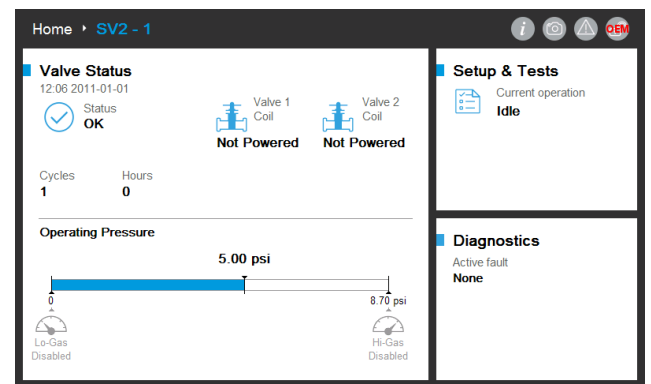 Home ‣ SV2 - 1
i
OEM
Valve Status
12:06 2011-01-01
Status
OK
Valve 1
Coil
Not Powered
Valve 2
Coil
Not Powered
Cycles Hours
1 0
Operating Pressure
5.00 psi
0 8.70 psi
Lo-Gas
Disabled
Hi-Gas
Disabled
Setup & Tests
Current operation
Idle
Diagnostics
Active fault
None